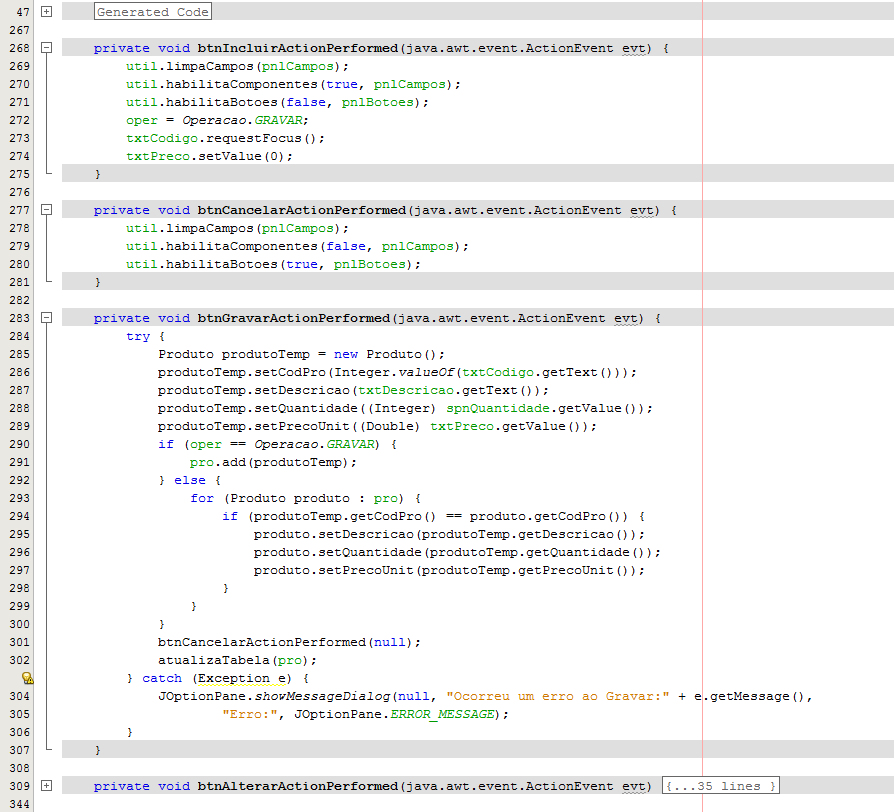 47 Generated Code
267
268 private void btnIncluirActionPerformed(java.awt.event.ActionEvent evt) {
269 util.limpaCampos(pnlCampos);
270 util.habilitaComponentes(true, pnlCampos);
271 util.habilitaBotoes(false, pnlBotoes);
272 oper = Operacao.GRAVAR;
273 txtCodigo.requestFocus();
274 txtPreco.setValue(0);
275 }
276
277 private void btnCancelarActionPerformed(java.awt.event.ActionEvent evt) {
278 util.limpaCampos(pnlCampos);
279 util.habilitaComponentes(false, pnlCampos);
280 util.habilitaBotoes(true, pnlBotoes);
281 }
282
283 private void btnGravarActionPerformed(java.awt.event.ActionEvent evt) {
284 try {
285 Produto produtoTemp = new Produto();
286 produtoTemp.setCodPro(Integer.valueOf(txtCodigo.getText()));
287 produtoTemp.setDescricao(txtDescricao.getText());
288 produtoTemp.setQuantidade((Integer) spnQuantidade.getValue());
289 produtoTemp.setPrecoUnit((Double) txtPreco.getValue());
290 if (oper == Operacao.GRAVAR) {
291 pro.add(produtoTemp);
292 } else {
293 for (Produto produto : pro) {
294 if (produtoTemp.getCodPro() == produto.getCodPro()) {
295 produto.setDescricao(produtoTemp.getDescricao());
296 produto.setQuantidade(produtoTemp.getQuantidade());
297 produto.setPrecoUnit(produtoTemp.getPrecoUnit());
298 }
299 }
300 }
301 btnCancelarActionPerformed(null);
302 atualizaTabela(pro);
} catch (Exception e) {
304 JOptionPane.showMessageDialog(null, "Ocorreu um erro ao Gravar:" + e.getMessage(),
305 "Erro:", JOptionPane.ERROR_MESSAGE);
306 }
307 }
308
309 private void btnAlterarActionPerformed(java.awt.event.ActionEvent evt) {...35 lines }
344